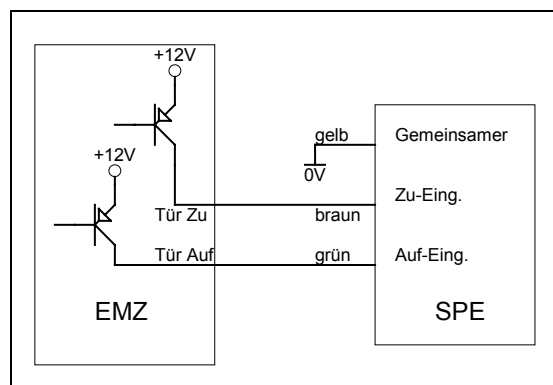 +12V
+12V
Tür Zu
Tür Auf
EMZ
gelb
0V
braun
grün
Gemeinsamer
Zu-Eing.
Auf-Eing.
SPE